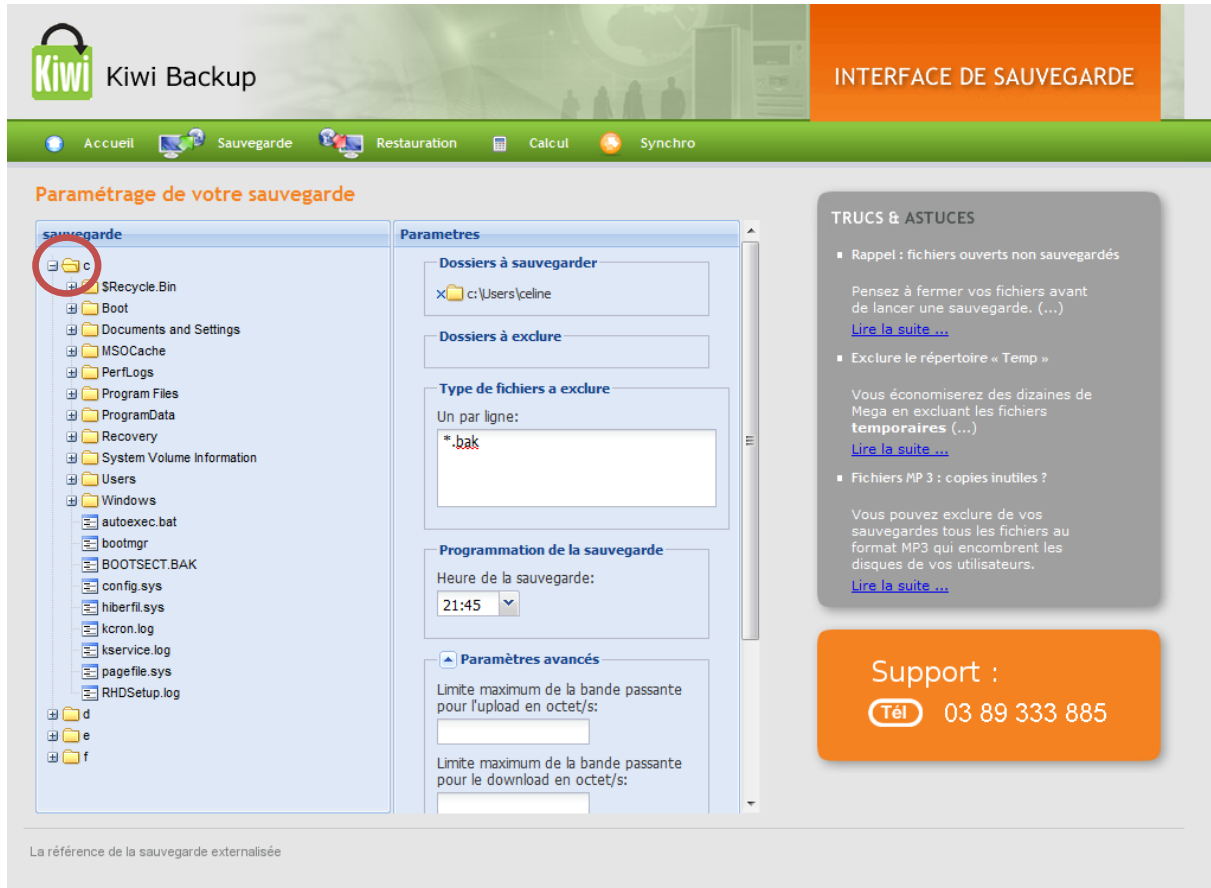 Kiwi
Kiwi Backup
INTERFACE DE SAUVEGARDE
Accueil
Sauvegarde
Restauration
Calcul
Synchro
Paramétrage de votre sauvegarde
sauvegarde
c
$Recycle.Bin
Boot
Documents and Settings
MSOCache
PerfLogs
Program Files
ProgramData
Recovery
System Volume Information
Users
Windows
autoexec.bat
bootmgr
BOOTSECT.BAK
config.sys
hiberfil.sys
kcron.log
kservice.log
pagefile.sys
RHDSetup.log
d
e
f
Parametres
Dossiers à sauvegarder
c:\Users\celine
Dossiers à exclure
Type de fichiers a exclure
Un par ligne:
*.bak
Programmation de la sauvegarde
Heure de la sauvegarde:
21:45
Paramètres avancés
Limite maximum de la bande passante
pour l'upload en octet/s:
Limite maximum de la bande passante
pour le download en octet/s:
TRUCS & ASTUCES
Rappel : fichiers ouverts non sauvegardés
Pensez à fermer vos fichiers avant
de lancer une sauvegarde. (...)
Lire la suite ...
Exclure le répertoire « Temp »
Vous économiserez des dizaines de
Mega en excluant les fichiers
temporaires (...)
Lire la suite ...
Fichiers MP 3 : copies inutiles ?
Vous pouvez exclure de vos
sauvegardes tous les fichiers au
format MP3 qui encombrent les
disques de vos utilisateurs.
Lire la suite ...
Support :
Tél 03 89 333 885
La référence de la sauvegarde externalisée